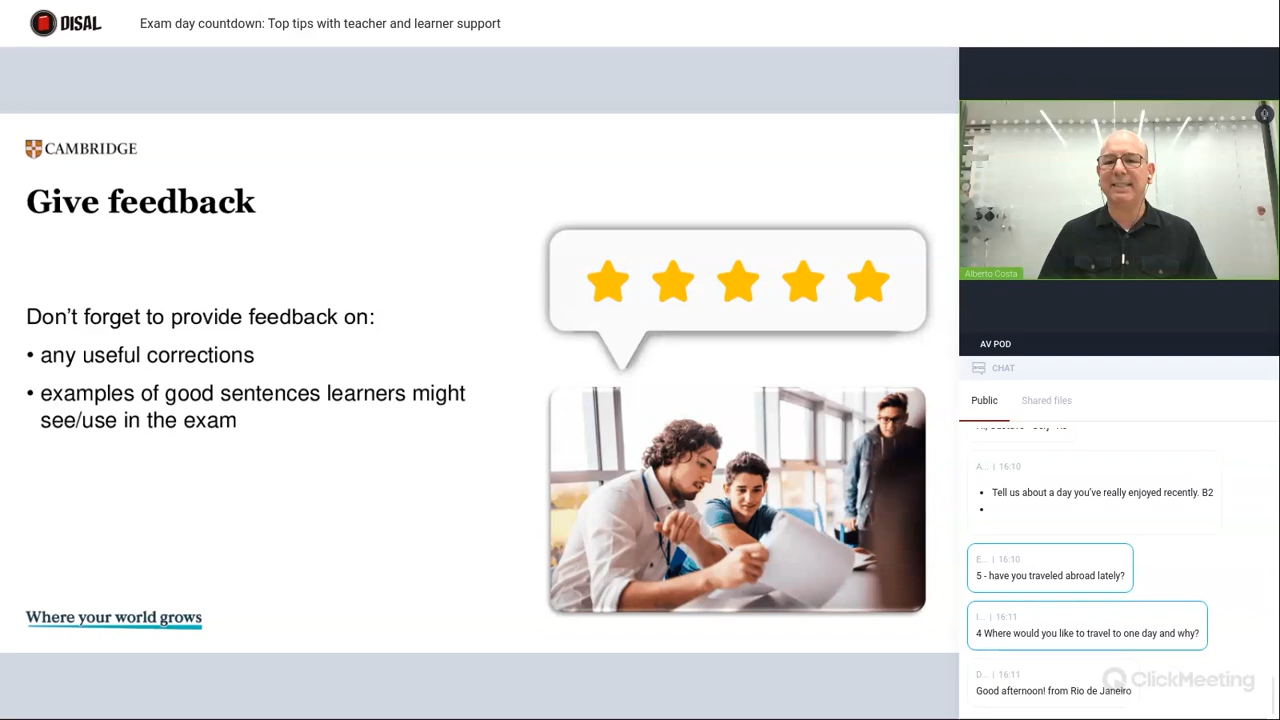 DISAL
Exam day countdown: Top tips with teacher and learner support
CAMBRIDGE
Give feedback
Don't forget to provide feedback on:
• any useful corrections
• examples of good sentences learners might
see/use in the exam
Where your world grows
Alberto Costa
AV POD
CHAT
Public
Shared files
A... | 16:10
• Tell us about a day you've really enjoyed recently. B2
•
E... | 16:10
5 - have you traveled abroad lately?
I... | 16:11
4 Where would you like to travel to one day and why?
D... | 16:11
Good afternoon! from Rio de Janeiro
ClickMeeting